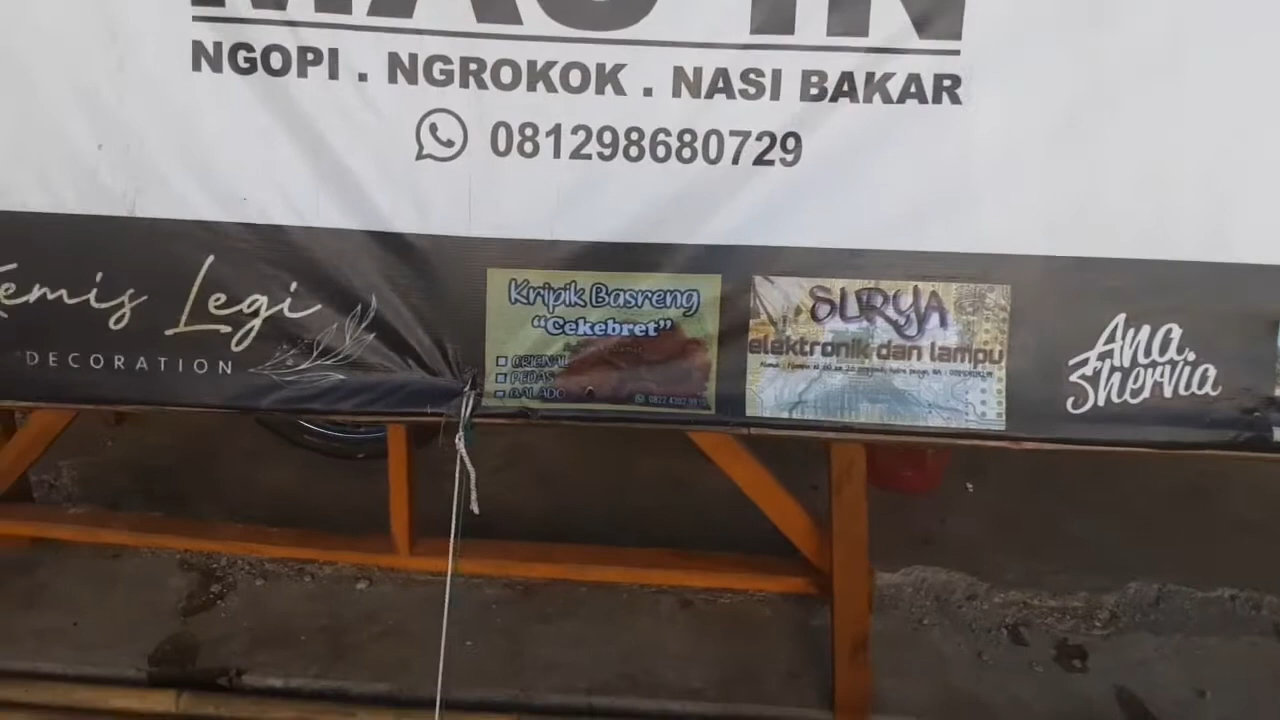 NGOPI . NGROKOK . NASI BAKAR
081298680729
Legi
DECORATION
Kripik Basreng
"Cekebret"
ORIGINAL
PEDAS
BALADO
SURYA
elektronik dan lampu
Ana
Shervia